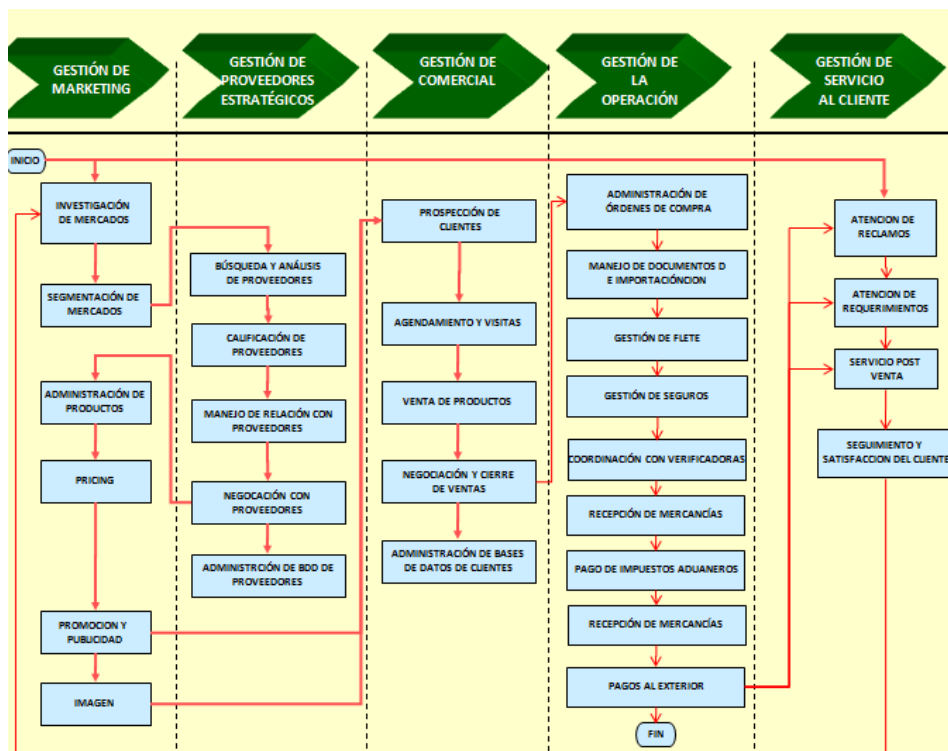 GESTIÓN DE
MARKETING
GESTIÓN DE
PROVEEDORES
ESTRATÉGICOS
GESTIÓN DE
COMERCIAL
GESTIÓN DE
LA
OPERACIÓN
GESTIÓN DE
SERVICIO
AL CLIENTE
INICIO
INVESTIGACIÓN
DE MERCADOS
SEGMENTACIÓN DE
MERCADOS
ADMINISTRACIÓN DE
PRODUCTOS
PRICING
PROMOCION Y
PUBLICIDAD
IMAGEN
BÚSQUEDA Y ANÁLISIS
DE PROVEEDORES
CALIFICACIÓN DE
PROVEEDORES
MANEJO DE RELACIÓN CON
PROVEEDORES
NEGOCACIÓN CON
PROVEEDORES
ADMINISTRCIÓN DE BDD DE
PROVEEDORES
PROSPECCIÓN DE
CLIENTES
AGENDAMIENTO Y VISITAS
VENTA DE PRODUCTOS
NEGOCIACIÓN Y CIERRE
DE VENTAS
ADMINISTRACIÓN DE BASES
DE DATOS DE CLIENTES
ADMINISTRACIÓN DE
ÓRDENES DE COMPRA
MANEJO DE DOCUMENTOS D
E IMPORTACIÓNCION
GESTIÓN DE FLETE
GESTIÓN DE SEGUROS
COORDINACIÓN CON VERIFICADORAS
RECEPCIÓN DE MERCANCÍAS
PAGO DE IMPUESTOS ADUANEROS
RECEPCIÓN DE MERCANCÍAS
PAGOS AL EXTERIOR
FIN
ATENCION DE
RECLAMOS
ATENCION DE
REQUERIMIENTOS
SERVICIO POST
VENTA
SEGUIMIENTO Y
SATISFACCION DEL CLIENTE